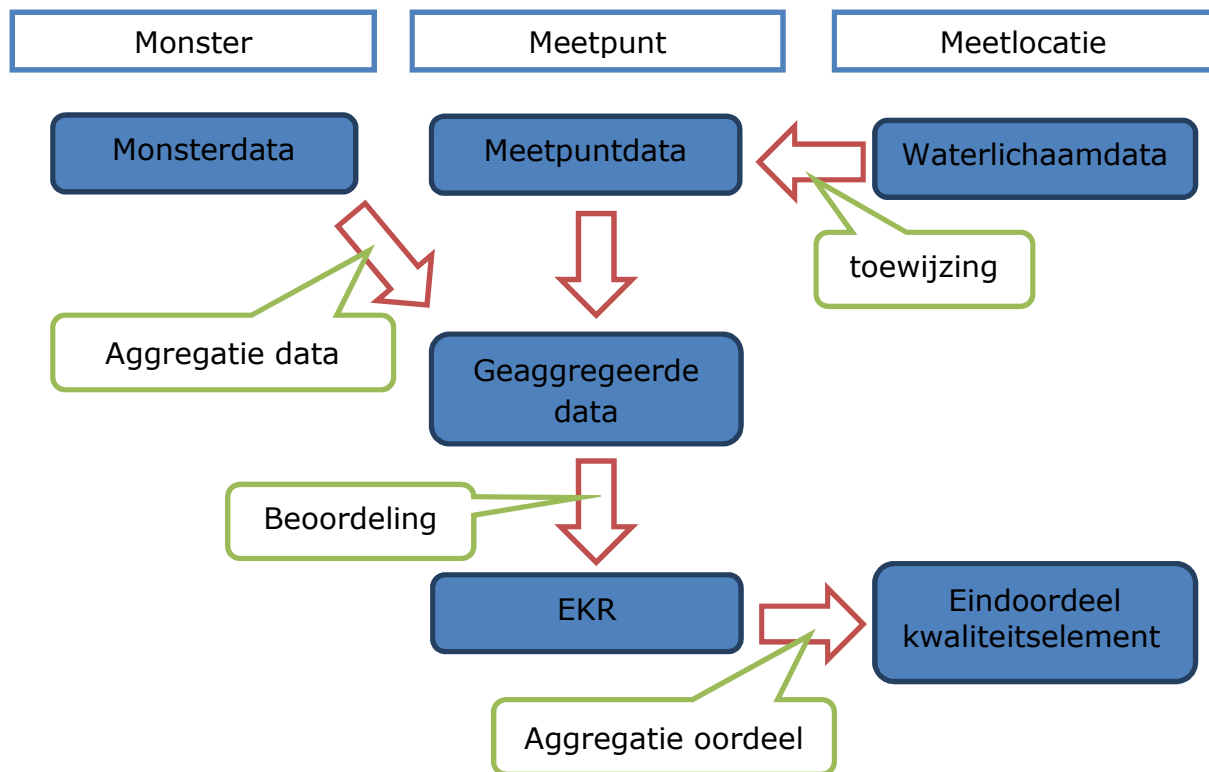 Monster
Meetpunt
Meetlocatie
Monsterdata
Meetpuntdata
Waterlichaamdata
toewijzing
Aggregatie data
Geaggregeerde
data
Beoordeling
EKR
Eindoordeel
kwaliteitselement
Aggregatie oordeel